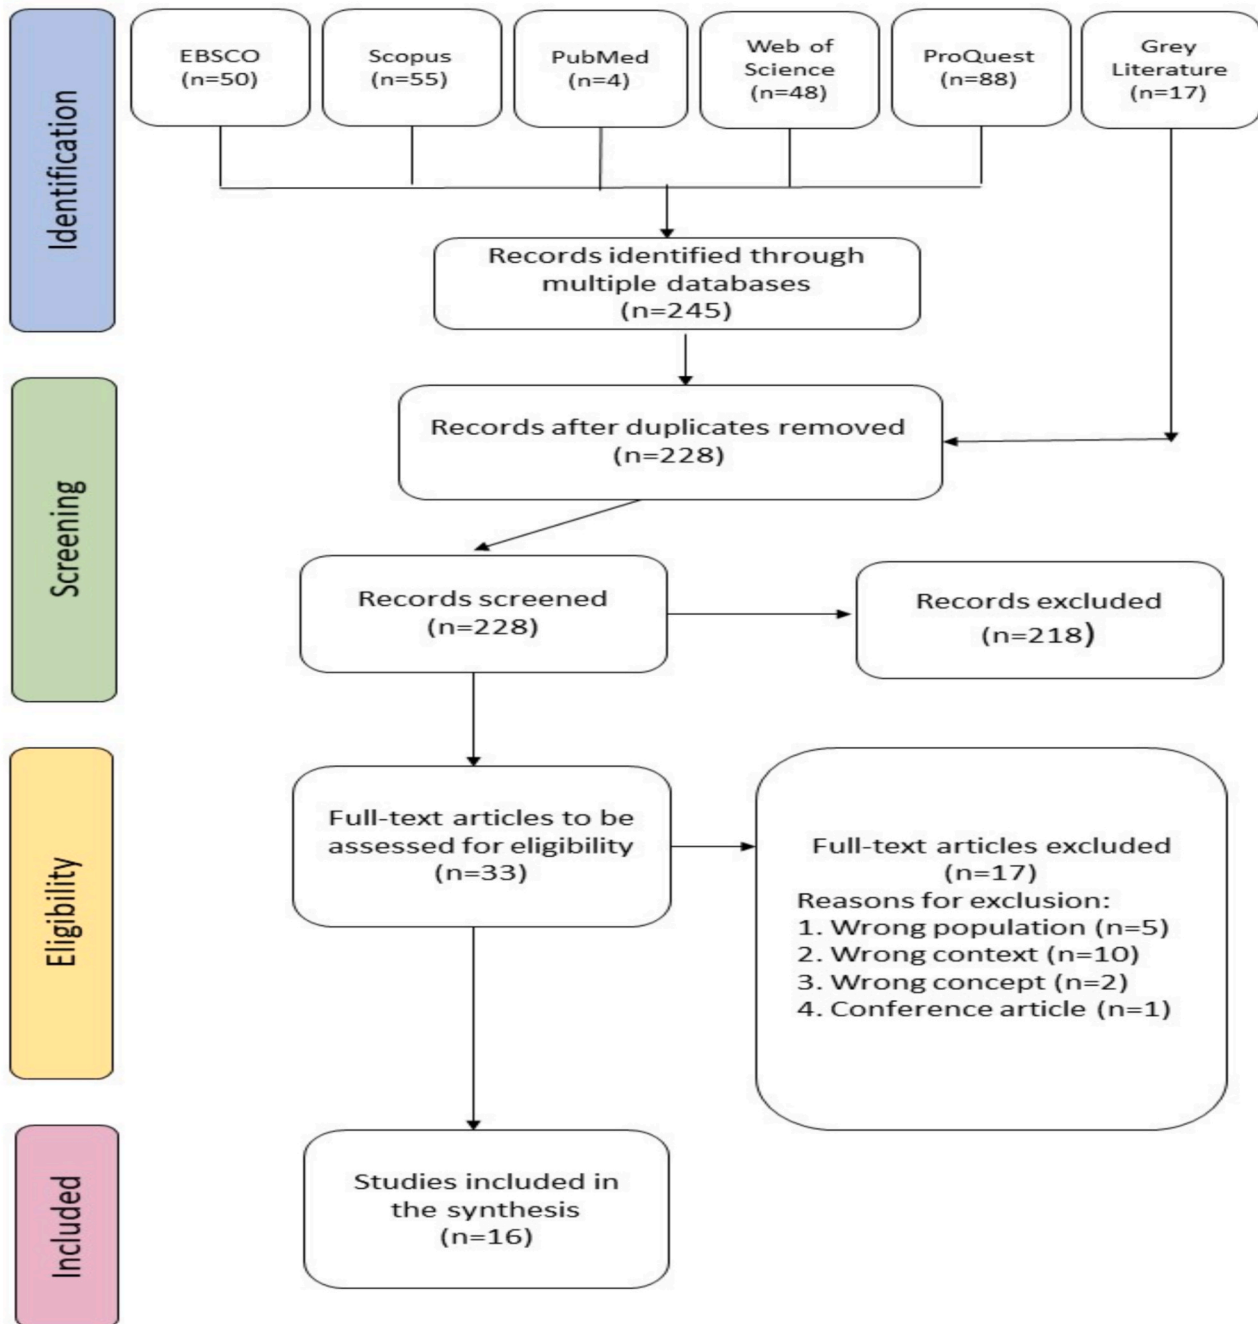 Identification
EBSCO
(n=50)
Scopus
(n=55)
PubMed
(n=4)
Web of
Science
(n=48)
ProQuest
(n=88)
Grey
Literature
(n=17)
Records identified through
multiple databases
(n=245)
Screening
Records after duplicates removed
(n=228)
Records screened
(n=228)
Records excluded
(n=218)
Eligibility
Full-text articles to be
assessed for eligibility
(n=33)
Full-text articles excluded
(n=17)
Reasons for exclusion:
1. Wrong population (n=5)
2. Wrong context (n=10)
3. Wrong concept (n=2)
4. Conference article (n=1)
Included
Studies included in
the synthesis
(n=16)